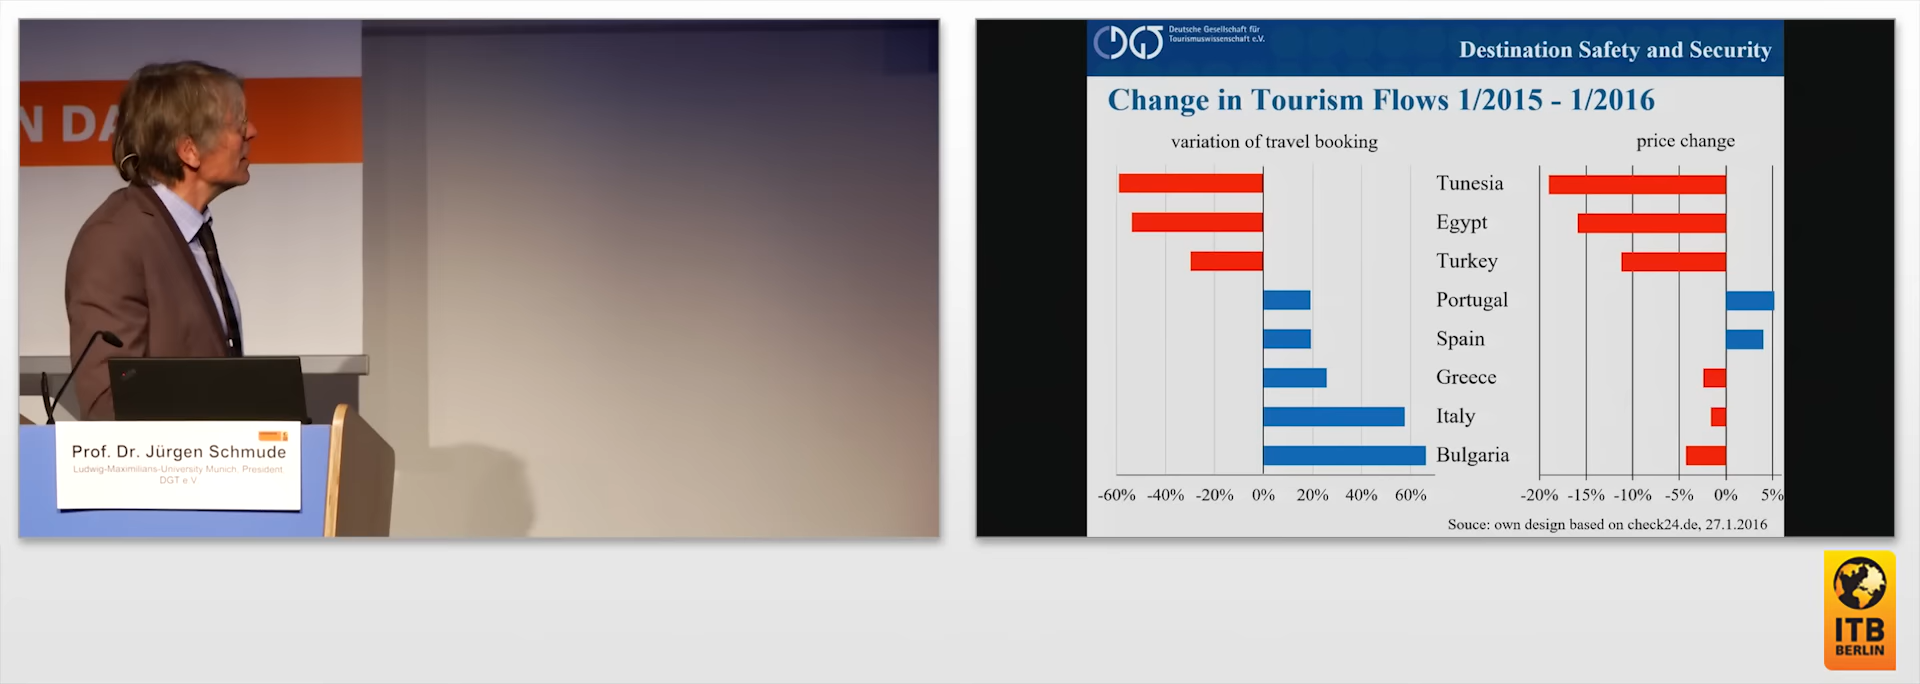 N DA
Prof. Dr. Jürgen Schmude
Ludwig-Maximilians-University Munich, President
DGT e.V
DGT
Deutsche Gesellschaft für
Tourismuswissenschaft e.V.
Destination Safety and Security
Change in Tourism Flows 1/2015 - 1/2016
variation of travel booking
price change
Tunesia
Egypt
Turkey
Portugal
Spain
Greece
Italy
Bulgaria
-60% -40% -20% 0% 20% 40% 60%
-20% -15% -10% -5% 0% 5%
Souce: own design based on check24.de, 27.1.2016
ITB
BERLIN